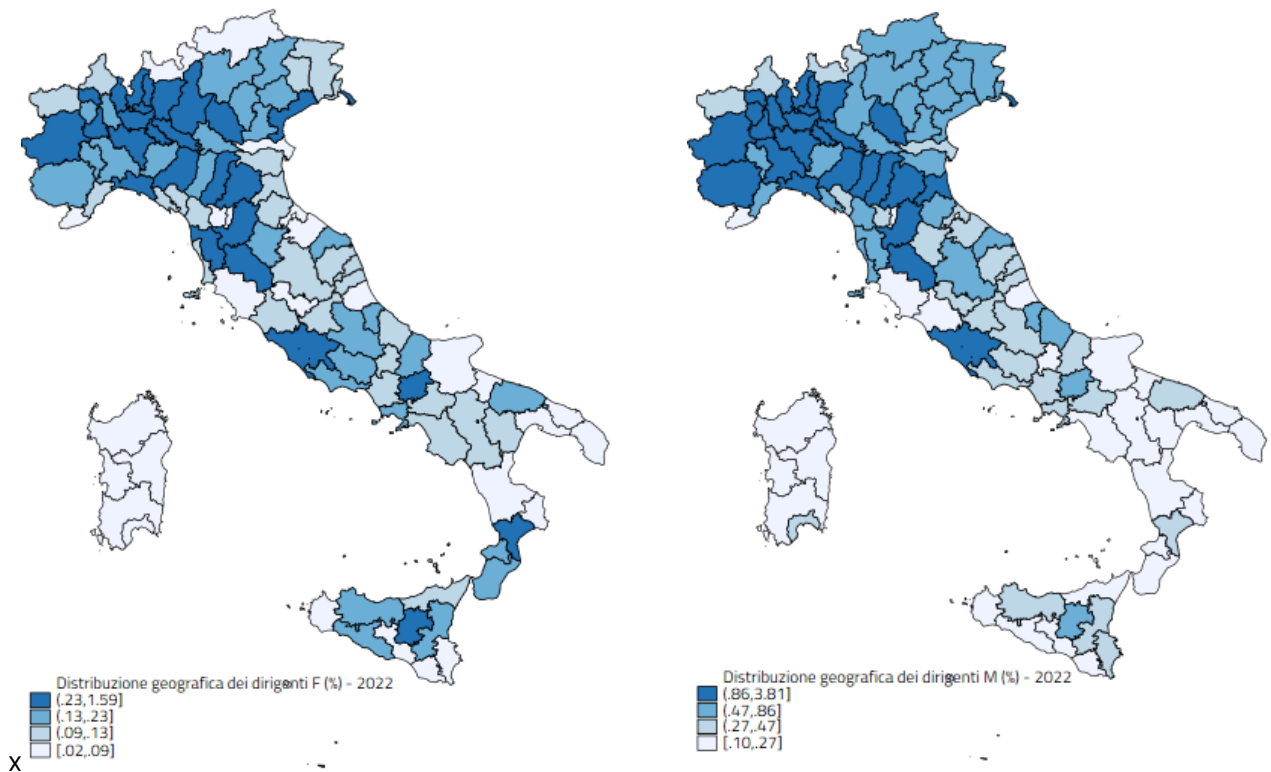 Distribuzione geografica dei dirigenti F (%) - 2022
(.23,1.59]
(.13,.23]
(.09,.13]
[.02,.09]
Distribuzione geografica dei dirigenti M (%) - 2022
(.86,3.81]
(.47,.86]
(.27,.47]
[.10,.27]
X